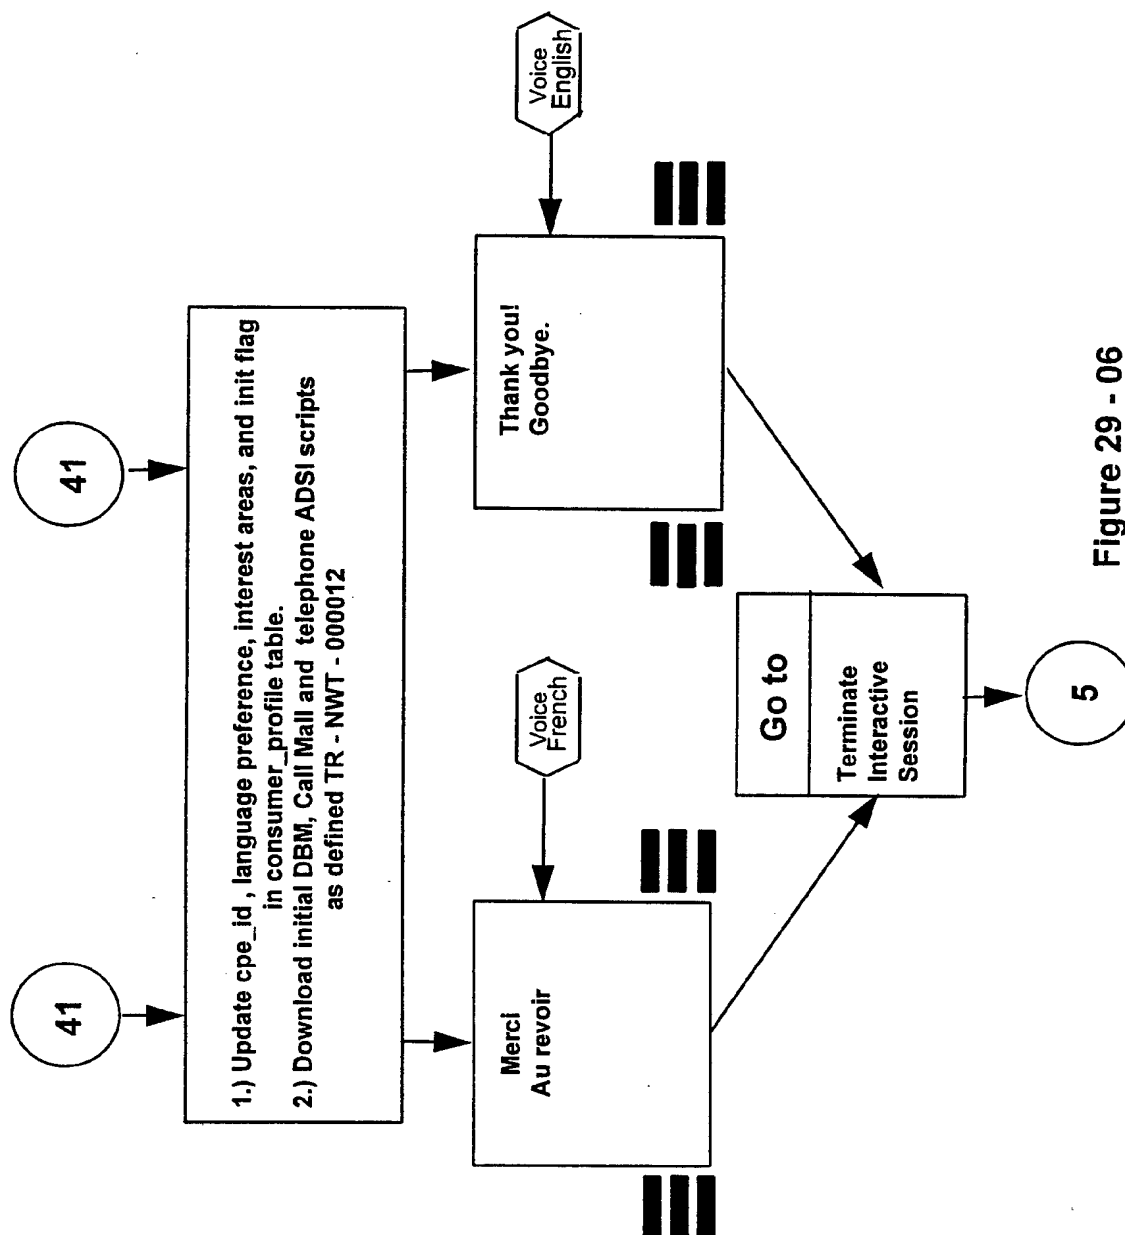 41
41
1.) Update cpe_id , language preference, interest areas, and init flag
in consumer_profile table.
2.) Download initial DBM, Call Mall and telephone ADSI scripts
as defined TR - NWT - 000012
Voice
French
Voice
English
Merci
Au revoir
Thank you!
Goodbye.
Go to
Terminate
Interactive
Session
5
Figure 29 - 06